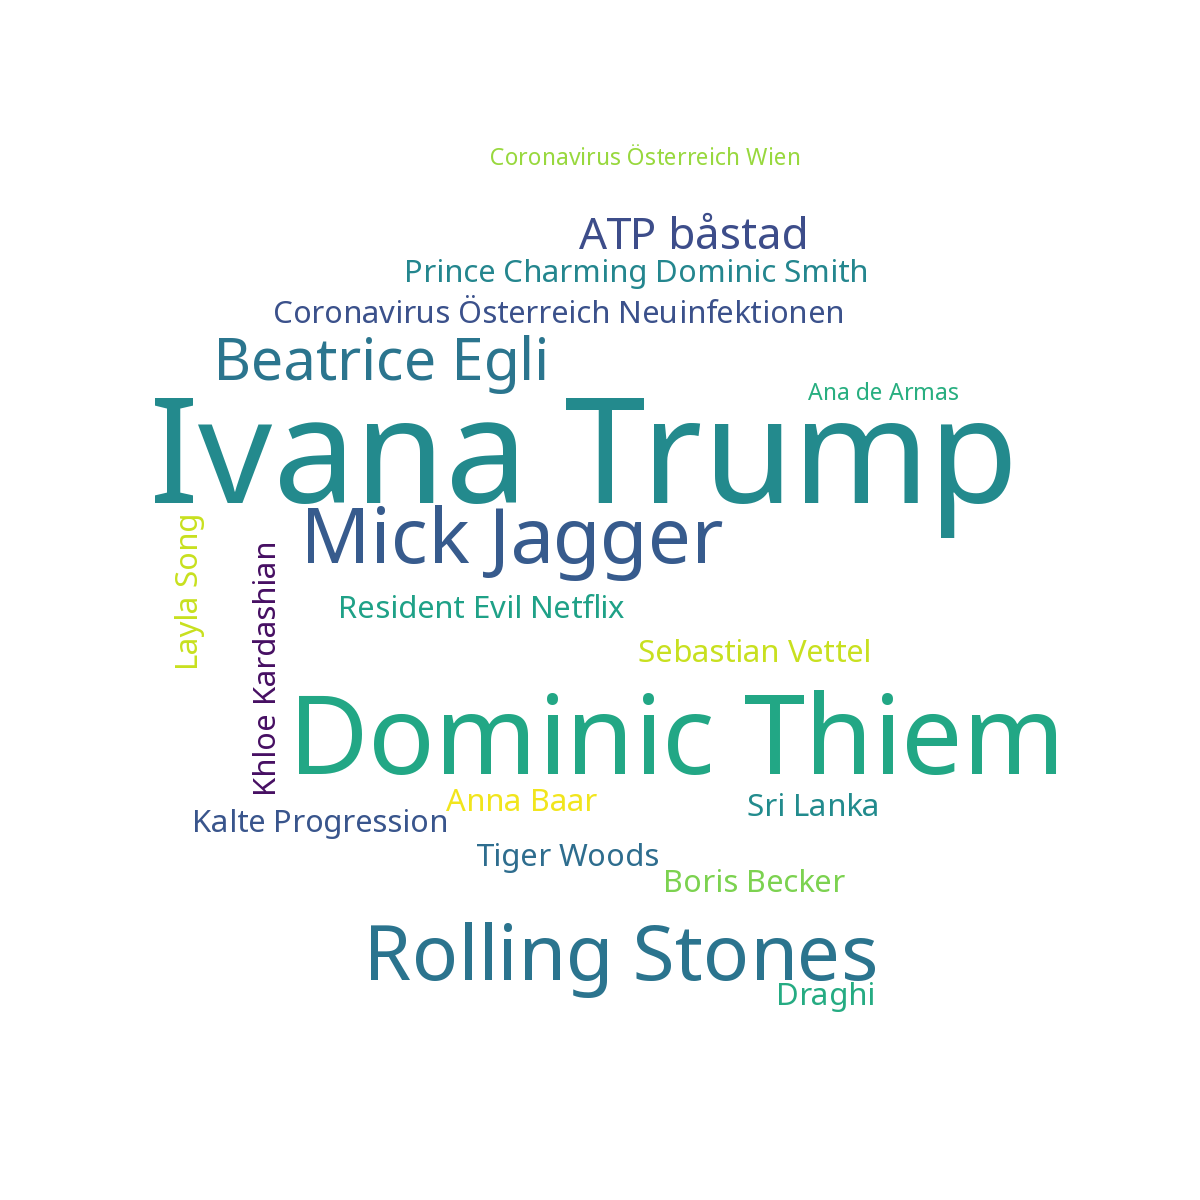 Coronavirus Österreich Wien
ATP båstad
Prince Charming Dominic Smith
Coronavirus Österreich Neuinfektionen
Beatrice Egli
Ana de Armas
Ivana Trump
Mick Jagger
Layla Song
Khloe Kardashian
Resident Evil Netflix
Sebastian Vettel
Dominic Thiem
Anna Baar
Sri Lanka
Kalte Progression
Tiger Woods
Boris Becker
Rolling Stones
Draghi